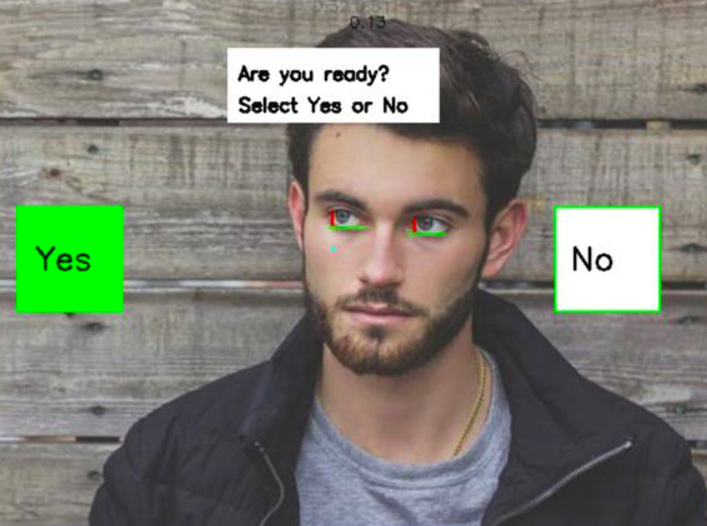 0.13
Are you ready?
Select Yes or No
Yes
No